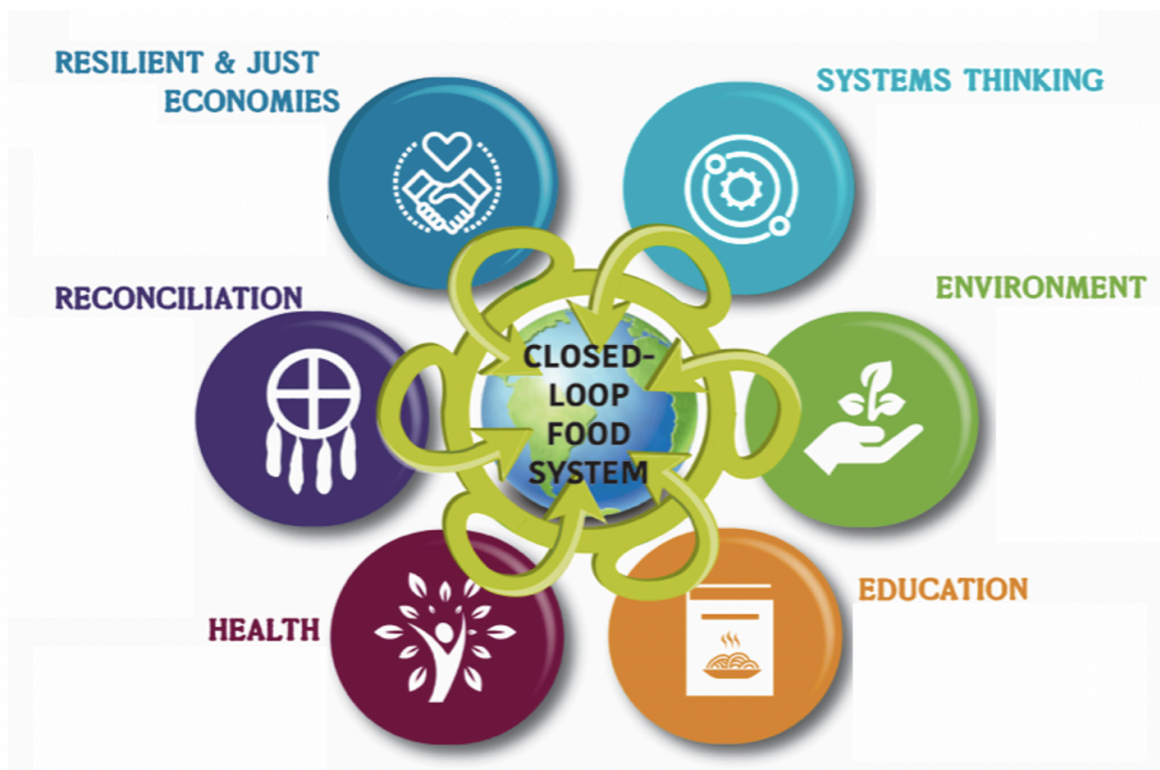 RESILIENT & JUST
ECONOMIES
SYSTEMS THINKING
RECONCILIATION
ENVIRONMENT
CLOSED-
LOOP
FOOD
SYSTEM
HEALTH
EDUCATION